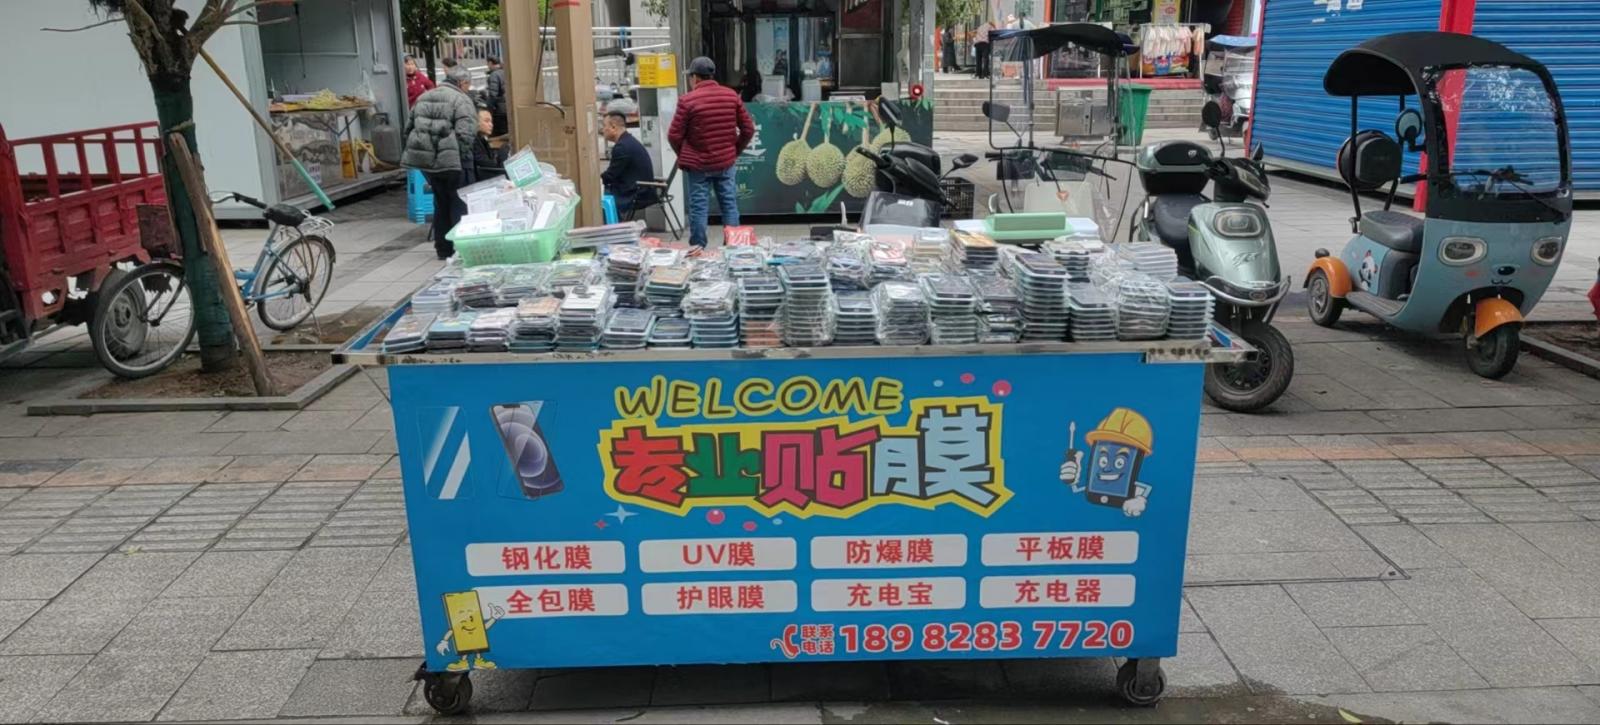 WELCOME
专业贴膜
钢化膜 UV膜 防爆膜 平板膜
全包膜 护眼膜 充电宝 充电器
联系电话 189 8283 7720